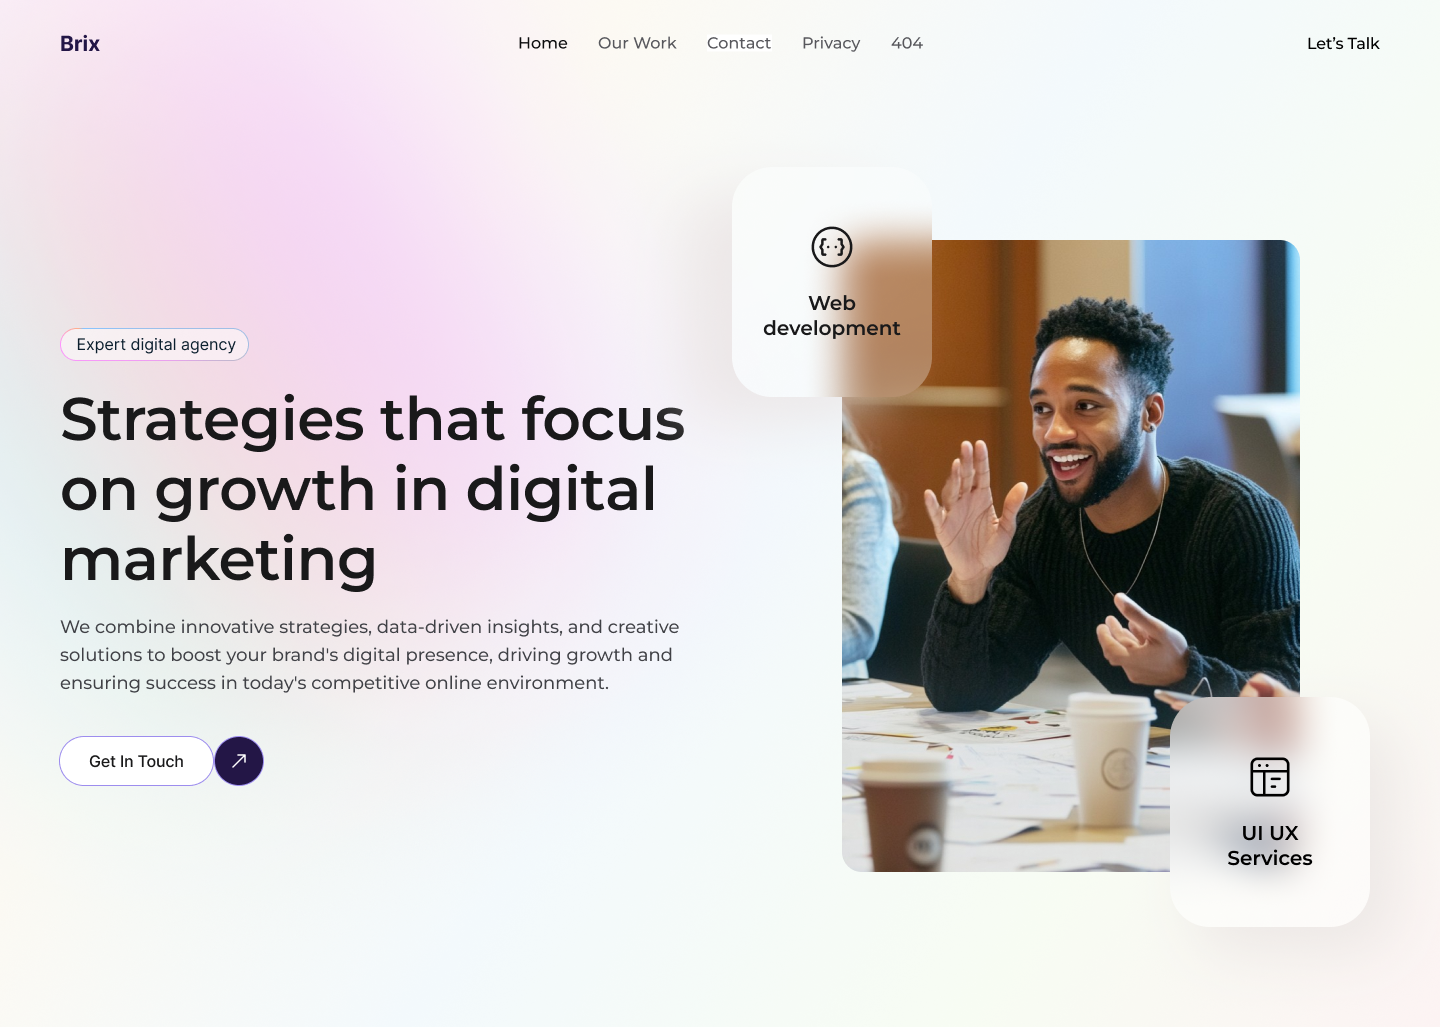 Brix
Home
Our Work
Contact
Privacy
404
Let’s Talk
Expert digital agency
Strategies that focus
on growth in digital
marketing
We combine innovative strategies, data-driven insights, and creative
solutions to boost your brand's digital presence, driving growth and
ensuring success in today's competitive online environment.
Get In Touch
Web
development
UI UX
Services